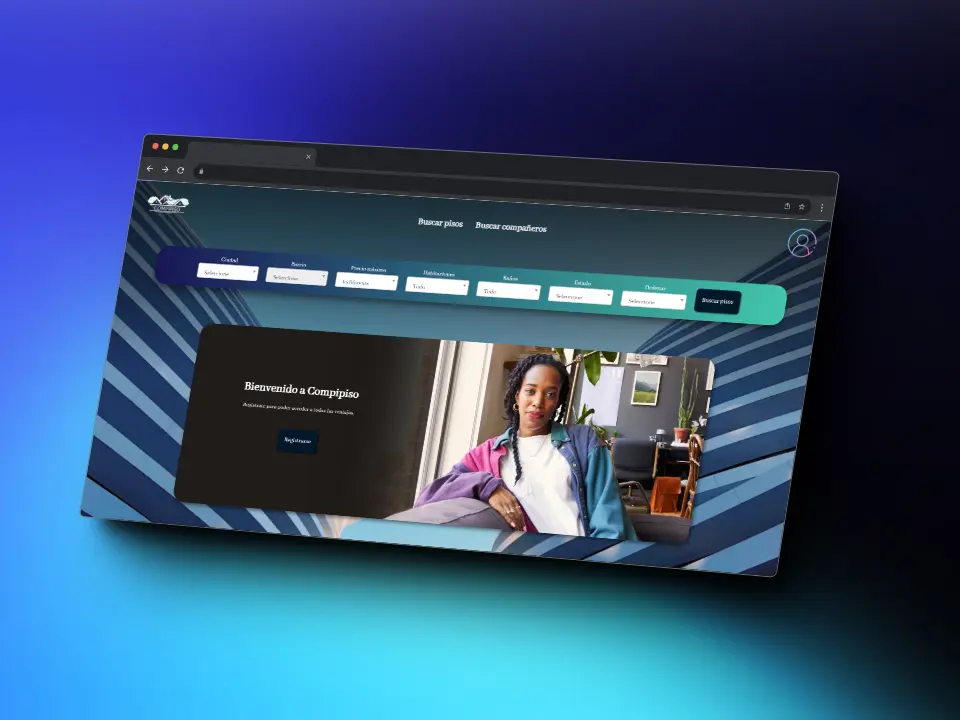 COMPIPISO
Buscar pisos Buscar compañeros
Ciudad Barrio Precio máximo Habitaciones Baños Estado Ordenar
Seleccione Seleccione Indiferente Todo Todo Seleccione Seleccione Buscar pisos
Bienvenido a Compipiso
Regístrate para poder acceder a todas las ventajas.
Registrarse